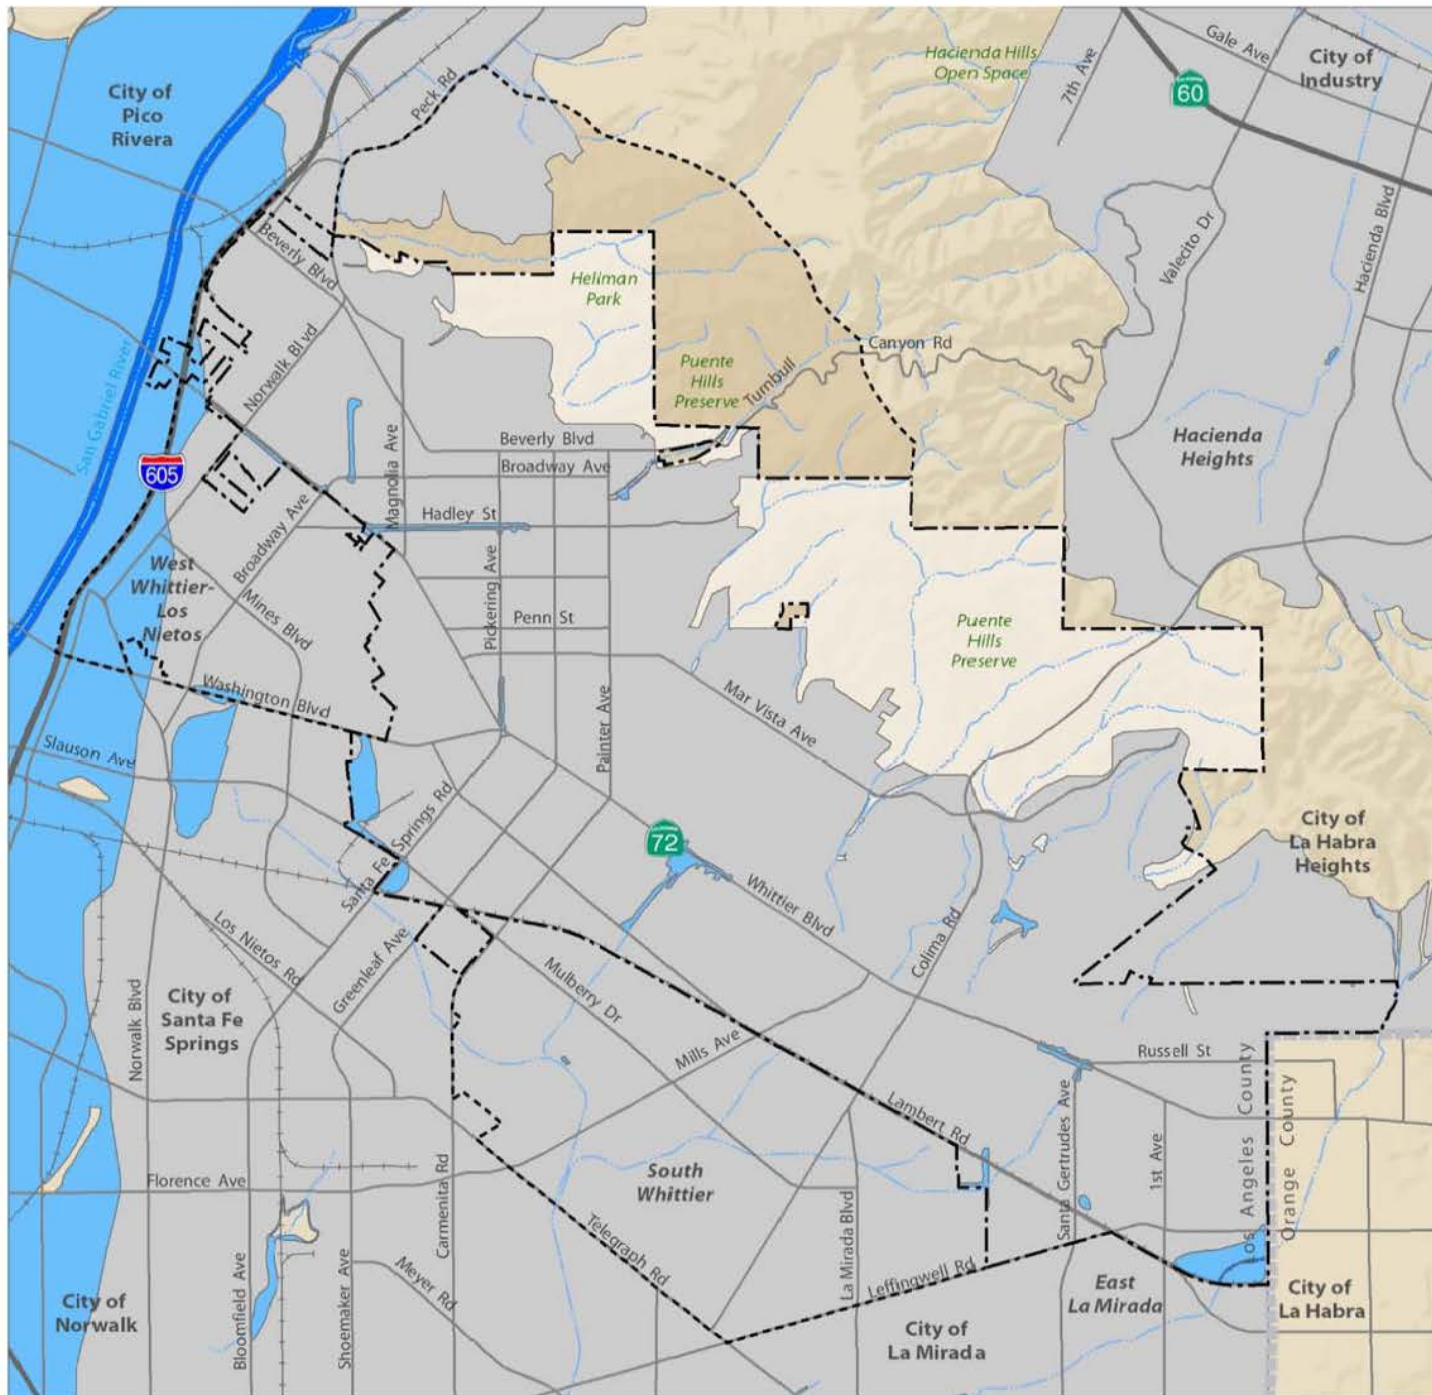 Hacienda Hills
Open Space
7th Ave
Gale Ave
City of
Industry
60
City of
Pico
Rivera
Peck Rd
Hacienda Blvd
Valecito Dr
Beverly Blvd
Hellman
Park
Canyon Rd
Turnbull
Puente
Hills
Preserve
San Gabriel River
Norwalk Blvd
Hacienda
Heights
605
Beverly Blvd
Broadway Ave
Magnolia Ave
Hadley St
Broadway Ave
West
Whittier-
Los
Nietos
Mines Blvd
Pickering Ave
Penn St
Puente
Hills
Preserve
Washington Blvd
Painter Ave
Mar Vista Ave
Slauson Ave
Santa Fe Springs Rd
72
City of
La Habra
Heights
Whittier Blvd
Los Nietos Rd
Greenleaf Ave
Colima Rd
Mulberry Dr
City of
Santa Fe
Springs
Norwalk Blvd
Mills Ave
Russell St
Los Angeles County
Orange County
Lambert Rd
Santa Gertrudes Ave
1st Ave
Florence Ave
South
Whittier
Carmenita Rd
Telegraph Rd
La Mirada Blvd
Leffingwell Rd
Meyer Rd
Bloomfield Ave
Shoemaker Ave
City of
Norwalk
East
La Mirada
City of
La Habra
City of
La Mirada